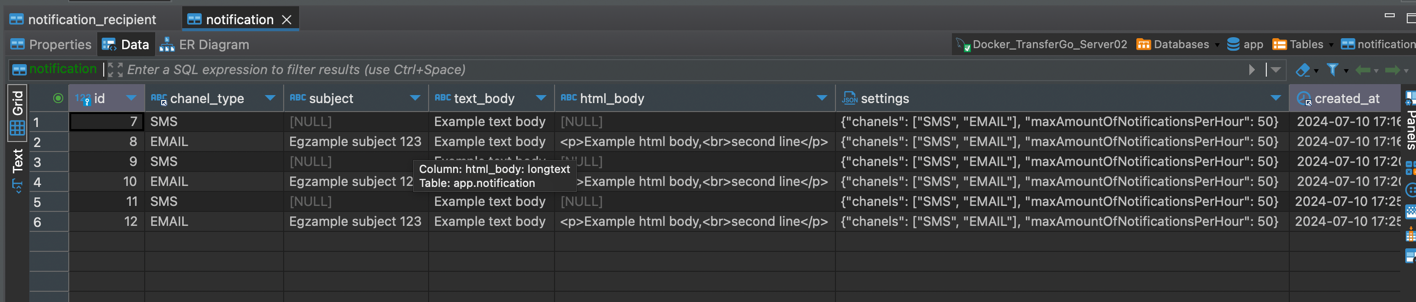 notification_recipient notification
Properties Data ER Diagram Docker_TransferGo_Server02 Databases app Tables notification
notification Enter a SQL expression to filter results (use Ctrl+Space)
Grid
Text
123 id ABC chanel_type ABC subject ABC text_body ABC html_body JSON settings created_at
1 7 SMS [NULL] Example text body [NULL] {"chanels": ["SMS", "EMAIL"], "maxAmountOfNotificationsPerHour": 50} 2024-07-10 17:16
2 8 EMAIL Egzample subject 123 Example text body <p>Example html body,<br>second line</p> {"chanels": ["SMS", "EMAIL"], "maxAmountOfNotificationsPerHour": 50} 2024-07-10 17:16
3 9 SMS [NULL] Example text body [NULL] {"chanels": ["SMS", "EMAIL"], "maxAmountOfNotificationsPerHour": 50} 2024-07-10 17:20
Column: html_body: longtext
Table: app.notification
4 10 EMAIL Egzample subject 12 Example html body,<br>second line</p> {"chanels": ["SMS", "EMAIL"], "maxAmountOfNotificationsPerHour": 50} 2024-07-10 17:20
5 11 SMS [NULL] Example text body [NULL] {"chanels": ["SMS", "EMAIL"], "maxAmountOfNotificationsPerHour": 50} 2024-07-10 17:25
6 12 EMAIL Egzample subject 123 Example text body <p>Example html body,<br>second line</p> {"chanels": ["SMS", "EMAIL"], "maxAmountOfNotificationsPerHour": 50} 2024-07-10 17:25
Panels